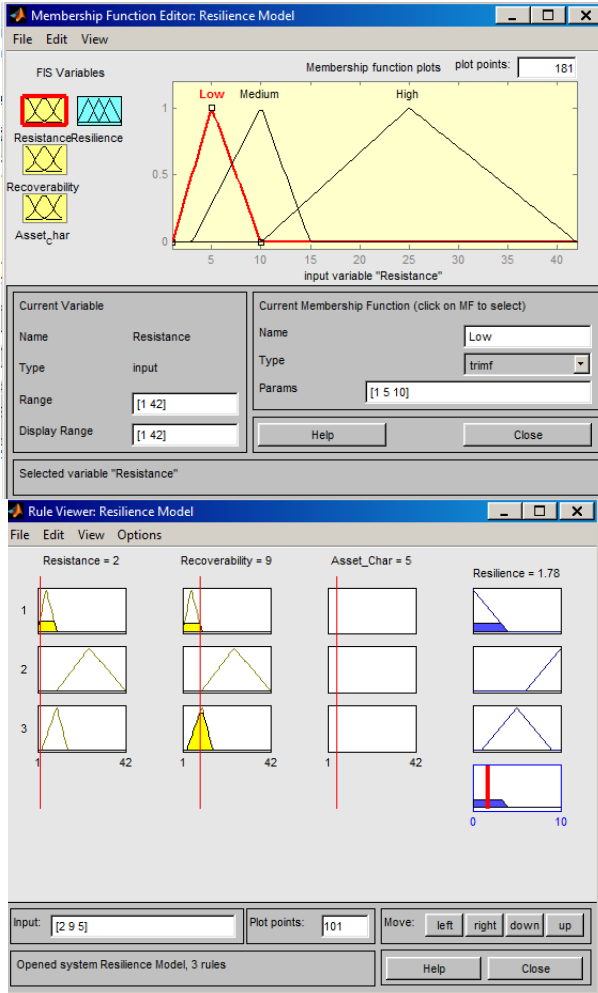 Membership Function Editor: Resilience Model
File Edit View
FIS Variables
Membership function plots plot points: 181
Low Medium High
1
0.5
0
5 10 15 20 25 30 35 40
input variable "Resistance"
Resistance Resilience
Recoverability
Asset_Char
Current Variable
Name Resistance
Type input
Range [1 42]
Display Range [1 42]
Current Membership Function (click on MF to select)
Name Low
Type trimf
Params [1 5 10]
Help Close
Selected variable "Resistance"
Rule Viewer: Resilience Model
File Edit View Options
Resistance = 2 Recoverability = 9 Asset_Char = 5 Resilience = 1.78
1
2
3
1 42 1 42 1 42
0 10
Input: [2 9 5] Plot points: 101 Move: left right down up
Opened system Resilience Model, 3 rules Help Close